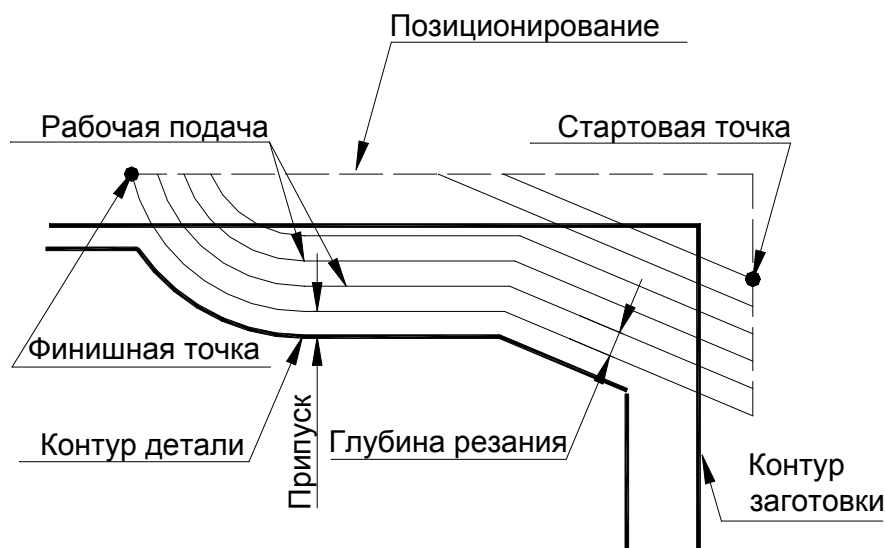 Позиционирование
Рабочая подача
Стартовая точка
Финишная точка
Контур детали
Припуск
Глубина резания
Контур
заготовки